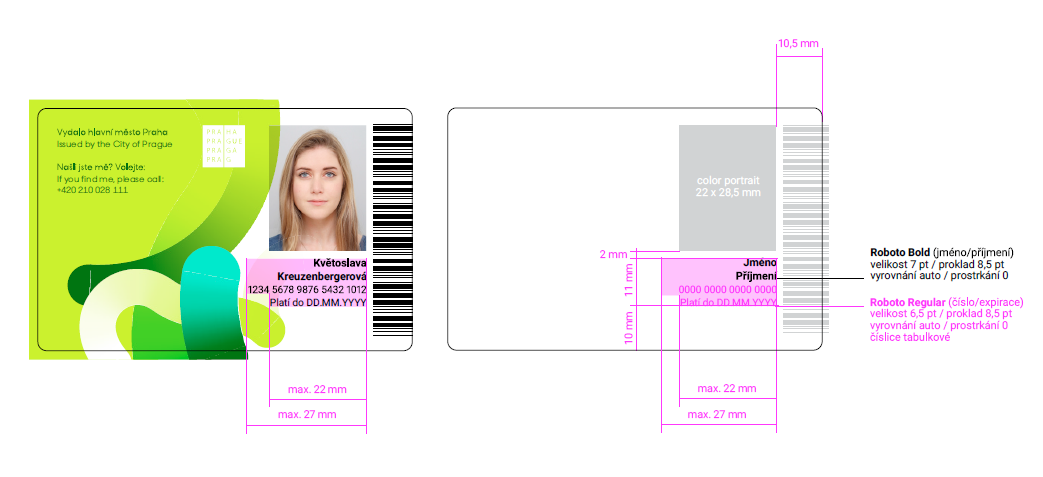 10,5 mm
Vydalo hlavní město Praha
Issued by the City of Prague
Našli jste mě? Volejte:
If you find me, please call:
+420 210 028 111
PRA HA
PRA GUE
PRA GA
PRA G
color portrait
22 x 28,5 mm
Květoslava
Kreuzenbergerová
1234 5678 9876 5432 1012
Platí do DD.MM.YYYY
2 mm
11 mm
10 mm
Jméno
Příjmení
0000 0000 0000 0000
Platí do DD.MM.YYYY
Roboto Bold (jméno/příjmení)
velikost 7 pt / proklad 8,5 pt
vyrovnání auto / prostrkání 0
Roboto Regular (číslo/expirace)
velikost 6,5 pt / proklad 8,5 pt
vyrovnání auto / prostrkání 0
číslice tabulkové
max. 22 mm
max. 27 mm
max. 22 mm
max. 27 mm